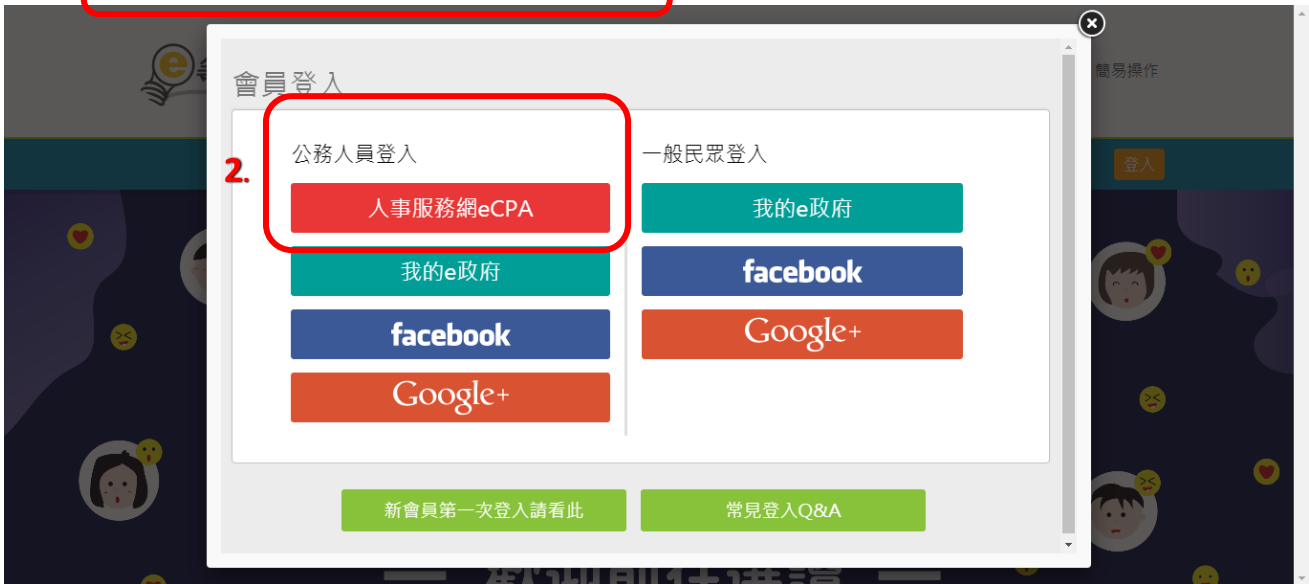 會員登入
簡易操作
2.
公務人員登入
人事服務網eCPA
我的e政府
facebook
Google+
一般民眾登入
我的e政府
facebook
Google+
登入
新會員第一次登入請看此
常見登入Q&A